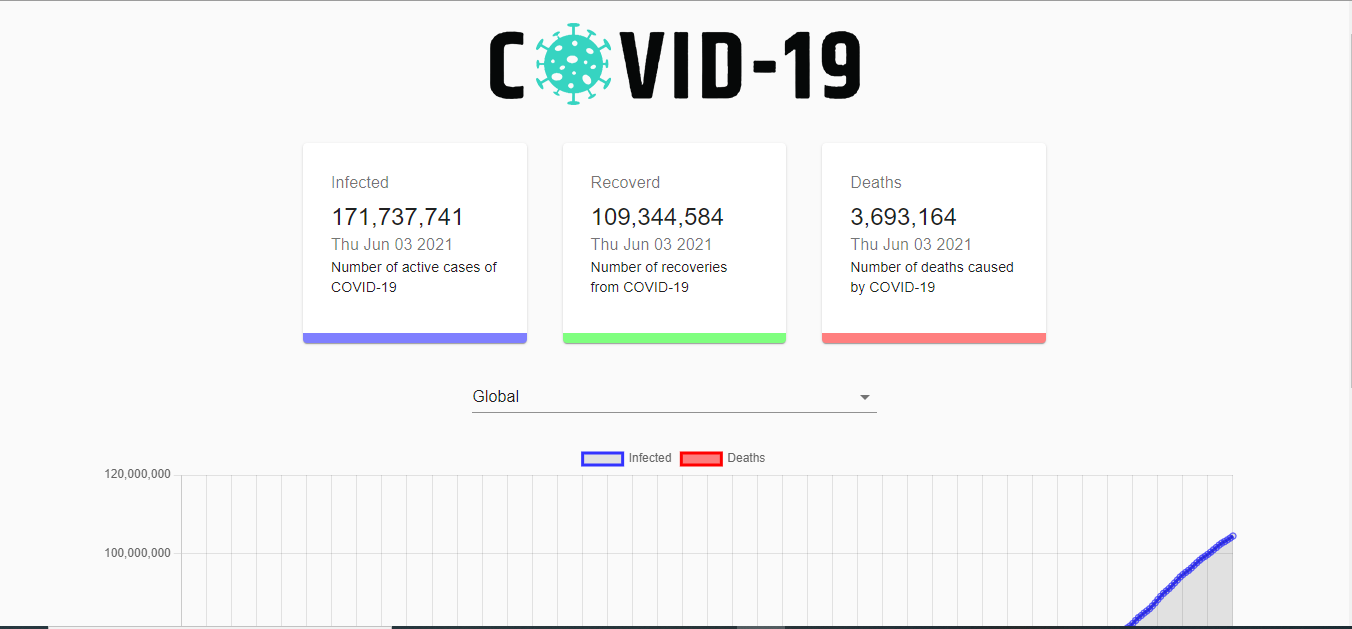 COVID-19
Infected
171,737,741
Thu Jun 03 2021
Number of active cases of
COVID-19
Recoverd
109,344,584
Thu Jun 03 2021
Number of recoveries
from COVID-19
Deaths
3,693,164
Thu Jun 03 2021
Number of deaths caused
by COVID-19
Global
Infected Deaths
120,000,000
100,000,000